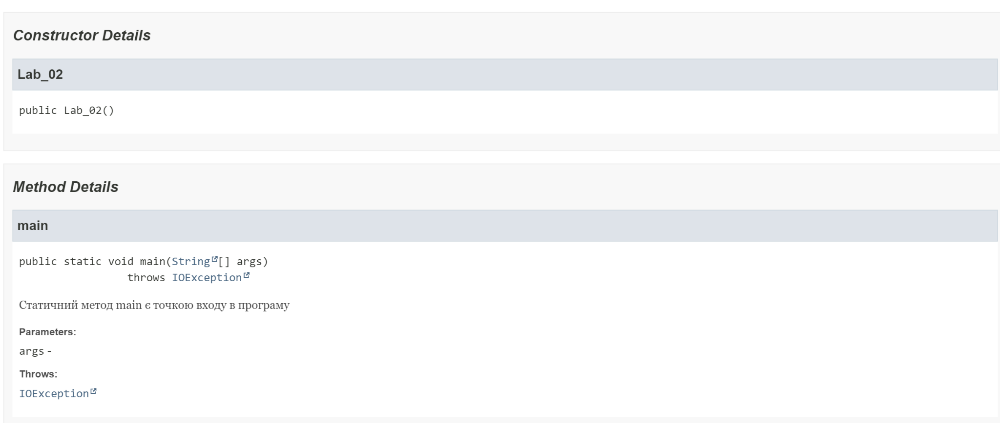 Constructor Details
Lab_02
public Lab_02()
Method Details
main
public static void main(String[] args)
throws IOException
Статичний метод main є точкою входу в програму
Parameters:
args -
Throws:
IOException